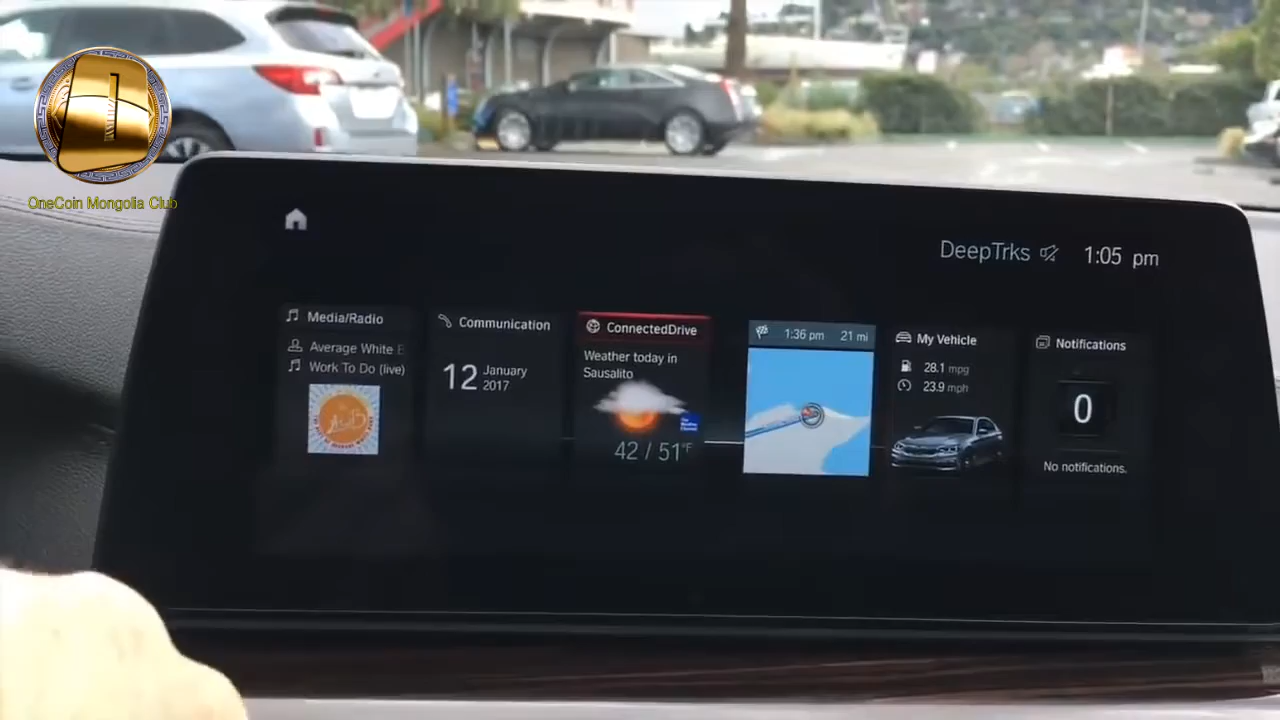 OneCoin Mongolia Club
DeepTrks
1:05 pm
Media/Radio
Average White
Work To Do (live)
Communication
12
January
2017
ConnectedDrive
Weather today in
Sausalito
42 / 51°F
1:36 pm 21 mi
My Vehicle
28.1 mpg
23.9 mph
Notifications
0
No notifications.